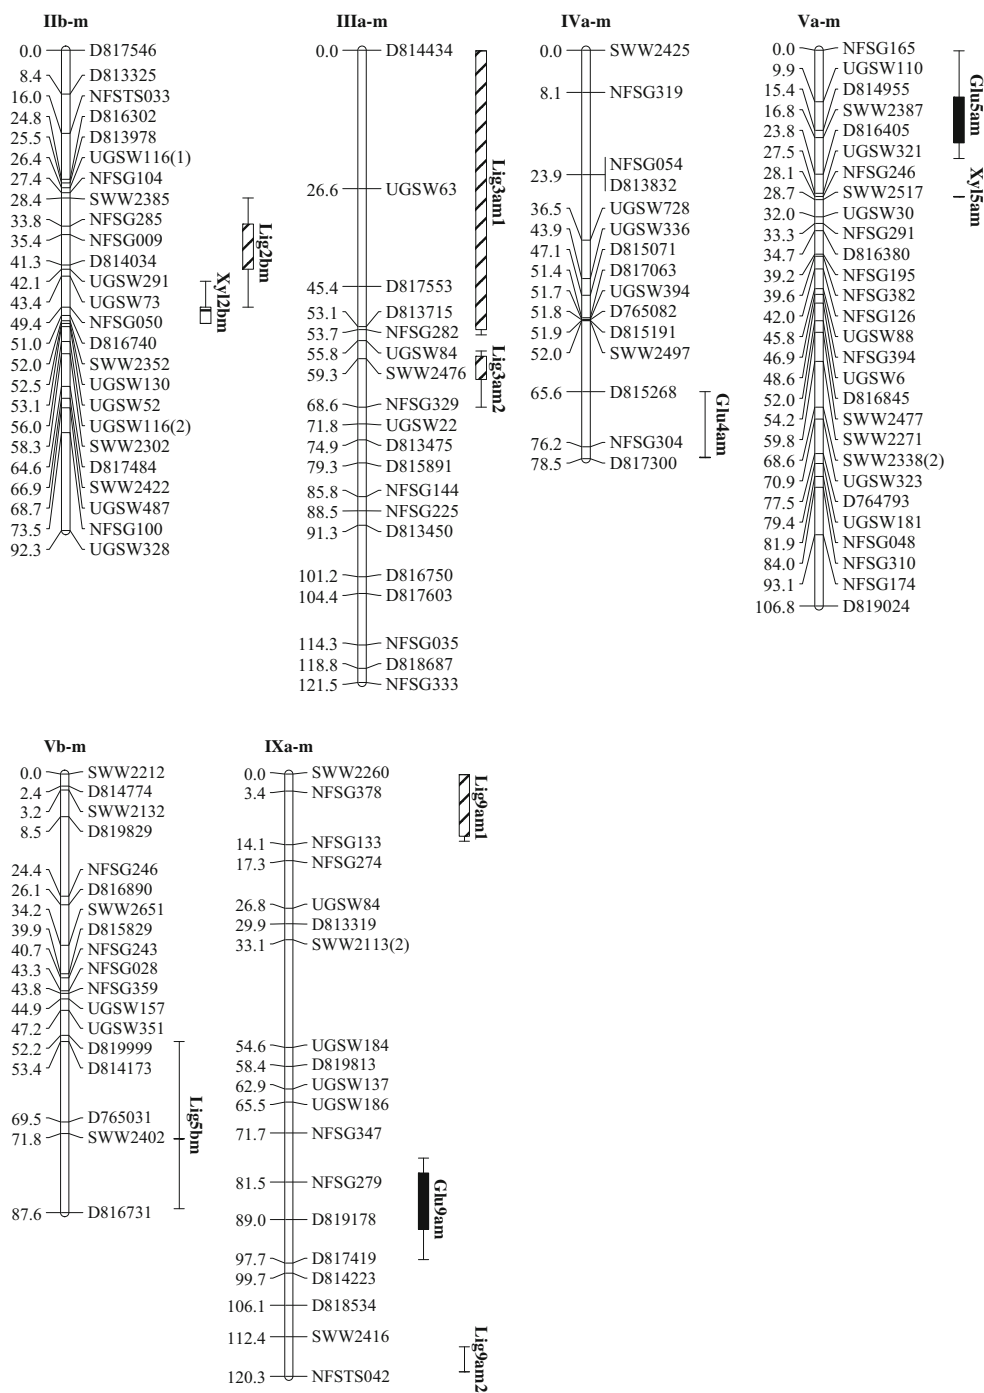 IIb-m
0.0 D817546
8.4 D813325
16.0 NFSTS033
24.8 D816302
25.5 D813978
26.4 UGSW116(1)
27.4 NFSG104
28.4 SWW2385
33.8 NFSG285
35.4 NFSG009
41.3 D814034
42.1 UGSW291
43.4 UGSW73
49.4 NFSG050
51.0 D816740
52.0 SWW2352
52.5 UGSW130
53.1 UGSW52
56.0 UGSW116(2)
58.3 SWW2302
64.6 D817484
66.9 SWW2422
68.7 UGSW487
73.5 NFSG100
92.3 UGSW328
Xyl2bm
Lig2bm
IIIa-m
0.0 D814434
26.6 UGSW63
45.4 D817553
53.1 D813715
53.7 NFSG282
55.8 UGSW84
59.3 SWW2476
68.6 NFSG329
71.8 UGSW22
74.9 D813475
79.3 D815891
85.8 NFSG144
88.5 NFSG225
91.3 D813450
101.2 D816750
104.4 D817603
114.3 NFSG035
118.8 D818687
121.5 NFSG333
Lig3am1
Lig3am2
IVa-m
0.0 SWW2425
8.1 NFSG319
NFSG054
23.9 D813832
36.5 UGSW728
43.9 UGSW336
47.1 D815071
51.4 D817063
51.7 UGSW394
51.8 D765082
51.9 D815191
52.0 SWW2497
65.6 D815268
76.2 NFSG304
78.5 D817300
Glu4am
Va-m
0.0 NFSG165
9.9 UGSW110
15.4 D814955
16.8 SWW2387
23.8 D816405
27.5 UGSW321
28.1 NFSG246
28.7 SWW2517
32.0 UGSW30
33.3 NFSG291
34.7 D816380
39.2 NFSG195
39.6 NFSG382
42.0 NFSG126
45.8 UGSW88
46.9 NFSG394
48.6 UGSW6
52.0 D816845
54.2 SWW2477
59.8 SWW2271
68.6 SWW2338(2)
70.9 UGSW323
77.5 D764793
79.4 UGSW181
81.9 NFSG048
84.0 NFSG310
93.1 NFSG174
106.8 D819024
Glu5am
Xyl5am
Vb-m
0.0 SWW2212
2.4 D814774
3.2 SWW2132
8.5 D819829
24.4 NFSG246
26.1 D816890
34.2 SWW2651
39.9 D815829
40.7 NFSG243
43.3 NFSG028
43.8 NFSG359
44.9 UGSW157
47.2 UGSW351
52.2 D819999
53.4 D814173
69.5 D765031
71.8 SWW2402
87.6 D816731
Lig5bm
IXa-m
0.0 SWW2260
3.4 NFSG378
14.1 NFSG133
17.3 NFSG274
26.8 UGSW84
29.9 D813319
33.1 SWW2113(2)
54.6 UGSW184
58.4 D819813
62.9 UGSW137
65.5 UGSW186
71.7 NFSG347
81.5 NFSG279
89.0 D819178
97.7 D817419
99.7 D814223
106.1 D818534
112.4 SWW2416
120.3 NFSTS042
Lig9am1
Glu9am
Lig9am2